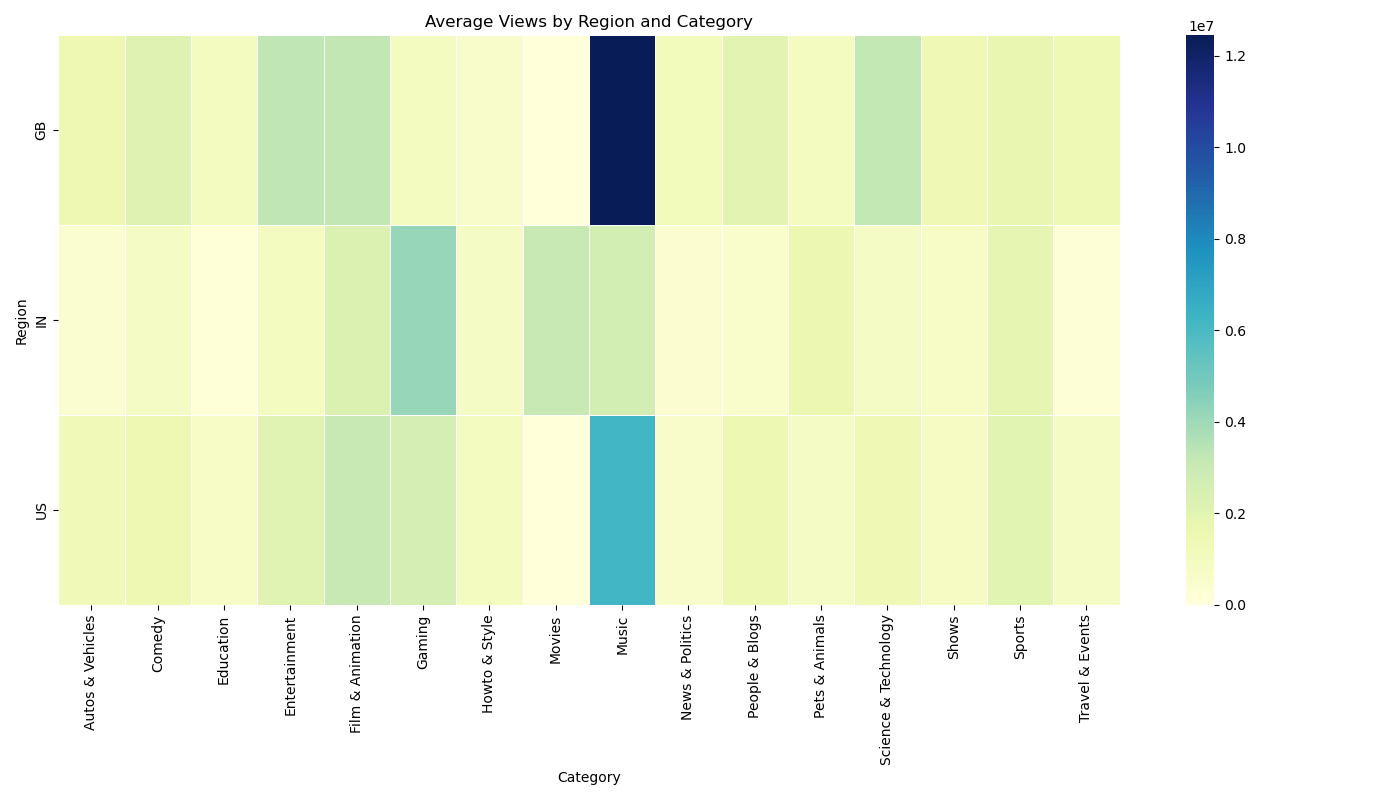 Average Views by Region and Category
1e7
1.2
1.0
0.8
0.6
0.4
0.2
0.0
Region
GB
IN
US
Autos & Vehicles
Comedy
Education
Entertainment
Film & Animation
Gaming
Howto & Style
Movies
Music
News & Politics
People & Blogs
Pets & Animals
Science & Technology
Shows
Sports
Travel & Events
Category